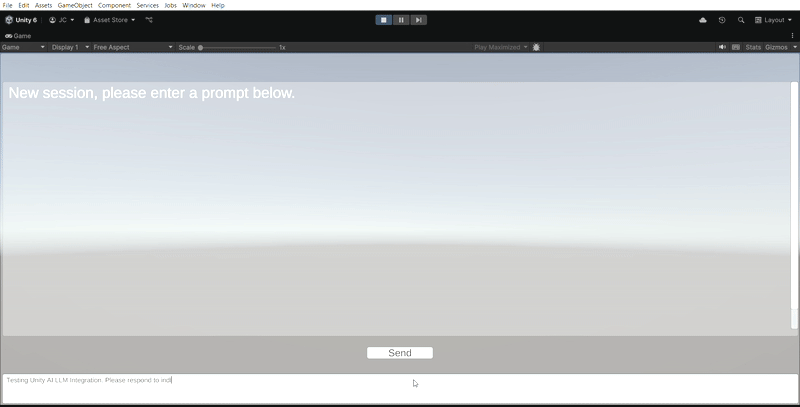 File Edit Assets GameObject Component Services Jobs Window Help
Unity 6 JC Asset Store Layout
Game
Game Display 1 Free Aspect Scale 1x Play Maximized Stats Gizmos
New session, please enter a prompt below.
Send
Testing Unity AI LLM Integration. Please respond to indi